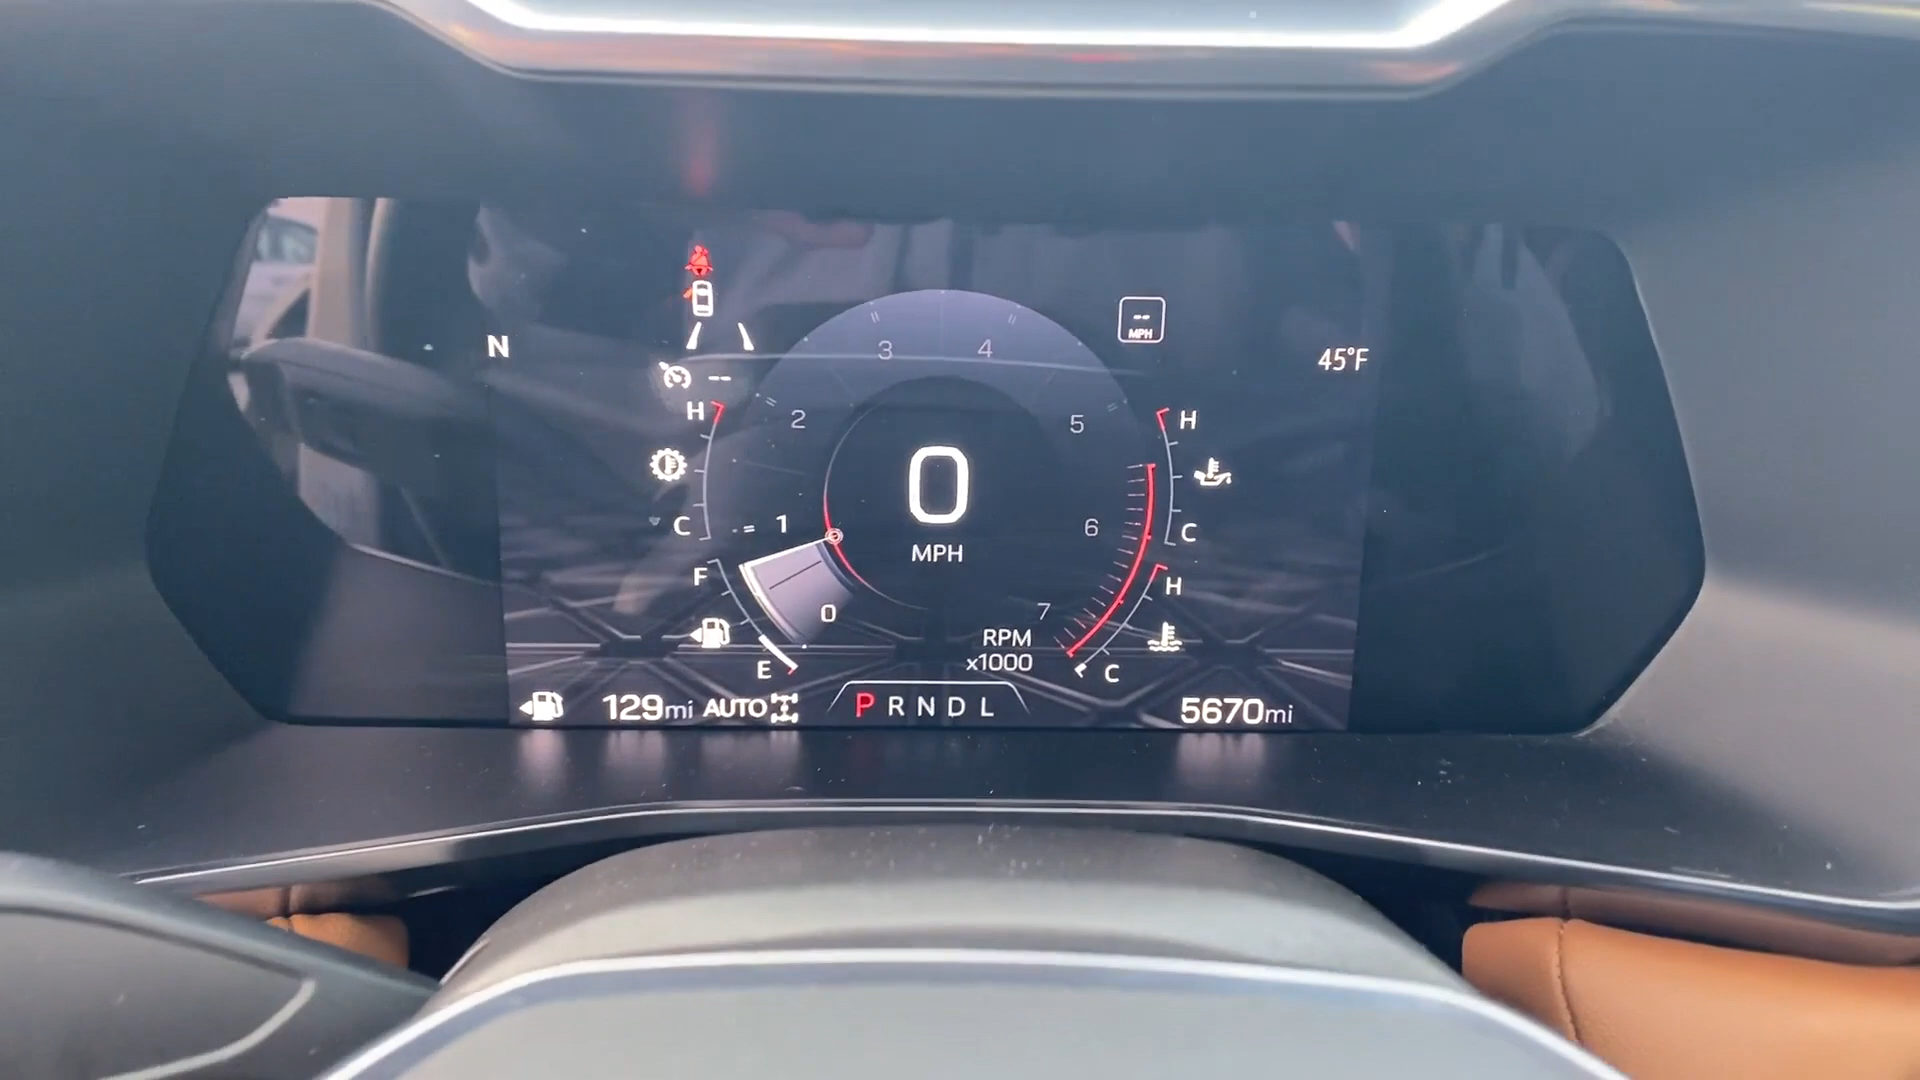 N
--
MPH
45°F
--
H
C
F
E
0
1
2
3
4
5
6
7
0
MPH
RPM
x1000
H
C
H
C
129mi AUTO
P R N D L
5670mi